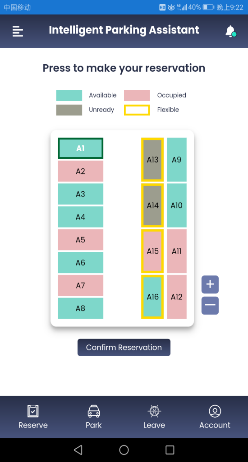 中国移动 40% 晚上9:22
Intelligent Parking Assistant
Press to make your reservation
Available Occupied
Unready Flexible
A1 A13 A9
A2
A3 A14 A10
A4
A5 A15 A11
A6
A7 A16 A12
A8
+
−
Confirm Reservation
Reserve Park Leave Account